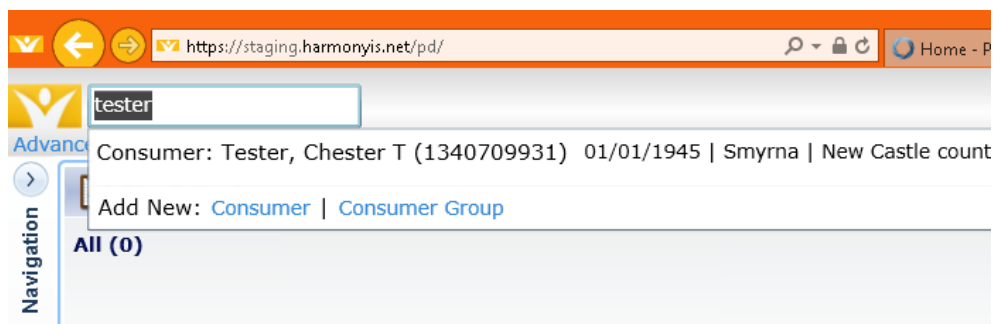 https://staging.harmonyis.net/pd/
Home - P
tester
Advanc
Consumer: Tester, Chester T (1340709931) 01/01/1945 | Smyrna | New Castle count
Add New: Consumer | Consumer Group
All (0)
Navigation